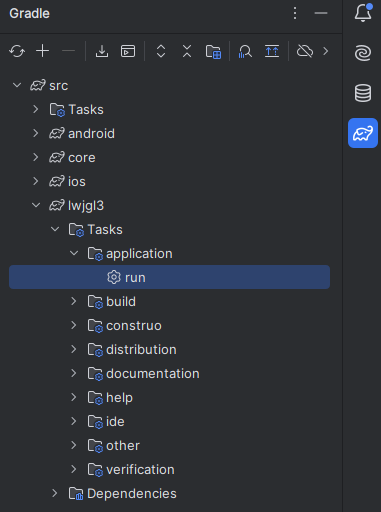 Gradle
src
Tasks
android
core
ios
lwjgl3
Tasks
application
run
build
construo
distribution
documentation
help
ide
other
verification
Dependencies